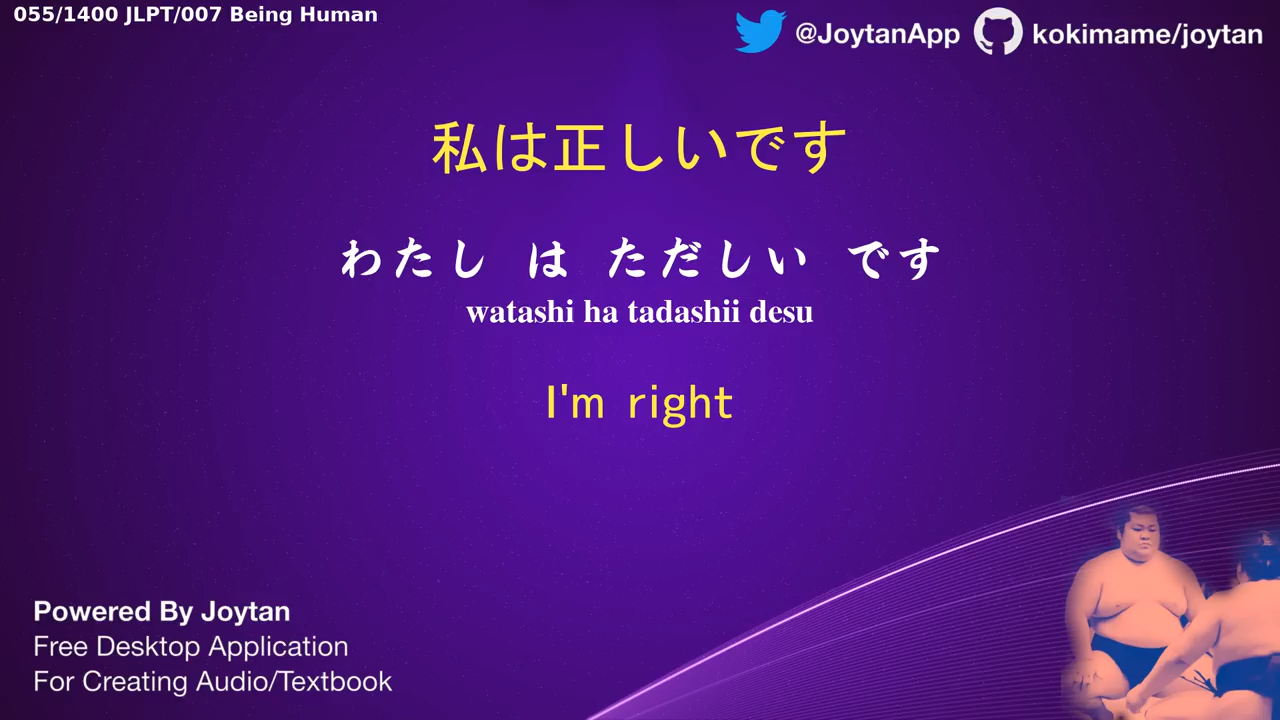 055/1400 JLPT/007 Being Human
@JoytanApp kokimame/joytan
私は正しいです
わたし は ただしい です
watashi ha tadashii desu
I'm right
Powered By Joytan
Free Desktop Application
For Creating Audio/Textbook